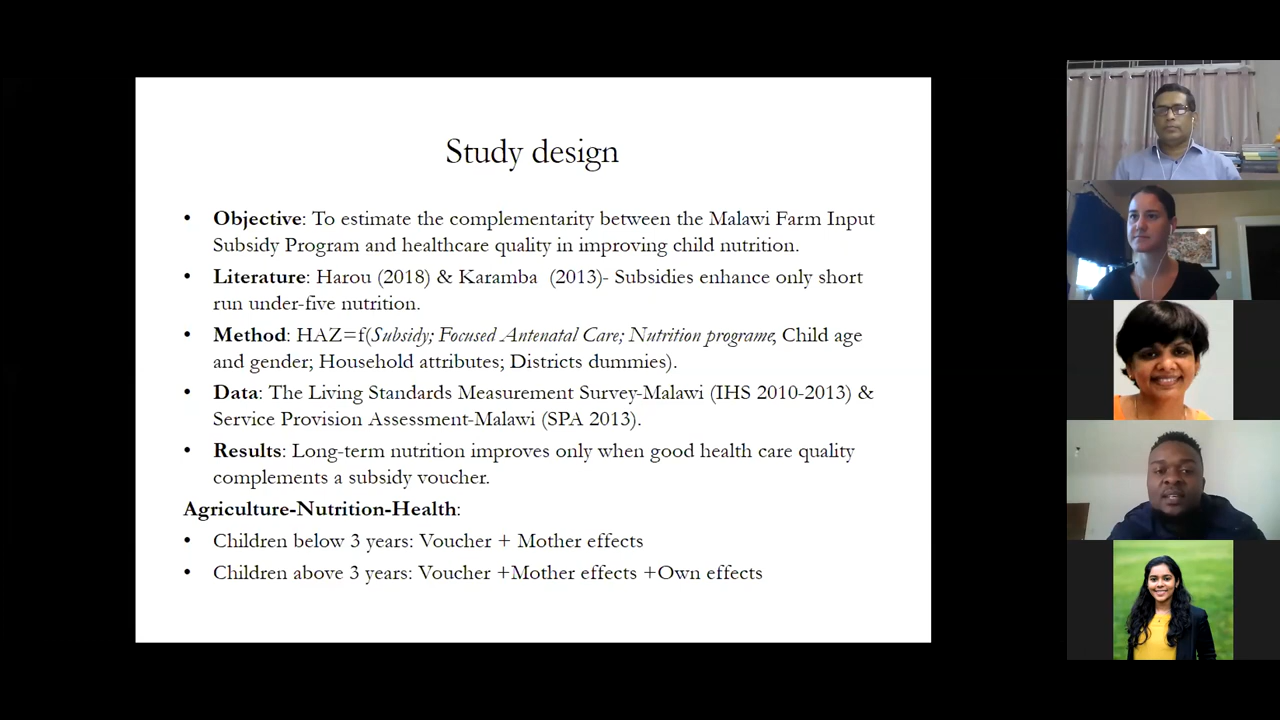 Study design
• Objective: To estimate the complementarity between the Malawi Farm Input
Subsidy Program and healthcare quality in improving child nutrition.
• Literature: Harou (2018) & Karamba (2013)- Subsidies enhance only short
run under-five nutrition.
• Method: HAZ=f(Subsidy; Focused Antenatal Care; Nutrition programe; Child age
and gender; Household attributes; Districts dummies).
• Data: The Living Standards Measurement Survey-Malawi (IHS 2010-2013) &
Service Provision Assessment-Malawi (SPA 2013).
• Results: Long-term nutrition improves only when good health care quality
complements a subsidy voucher.
Agriculture-Nutrition-Health:
• Children below 3 years: Voucher + Mother effects
• Children above 3 years: Voucher +Mother effects +Own effects